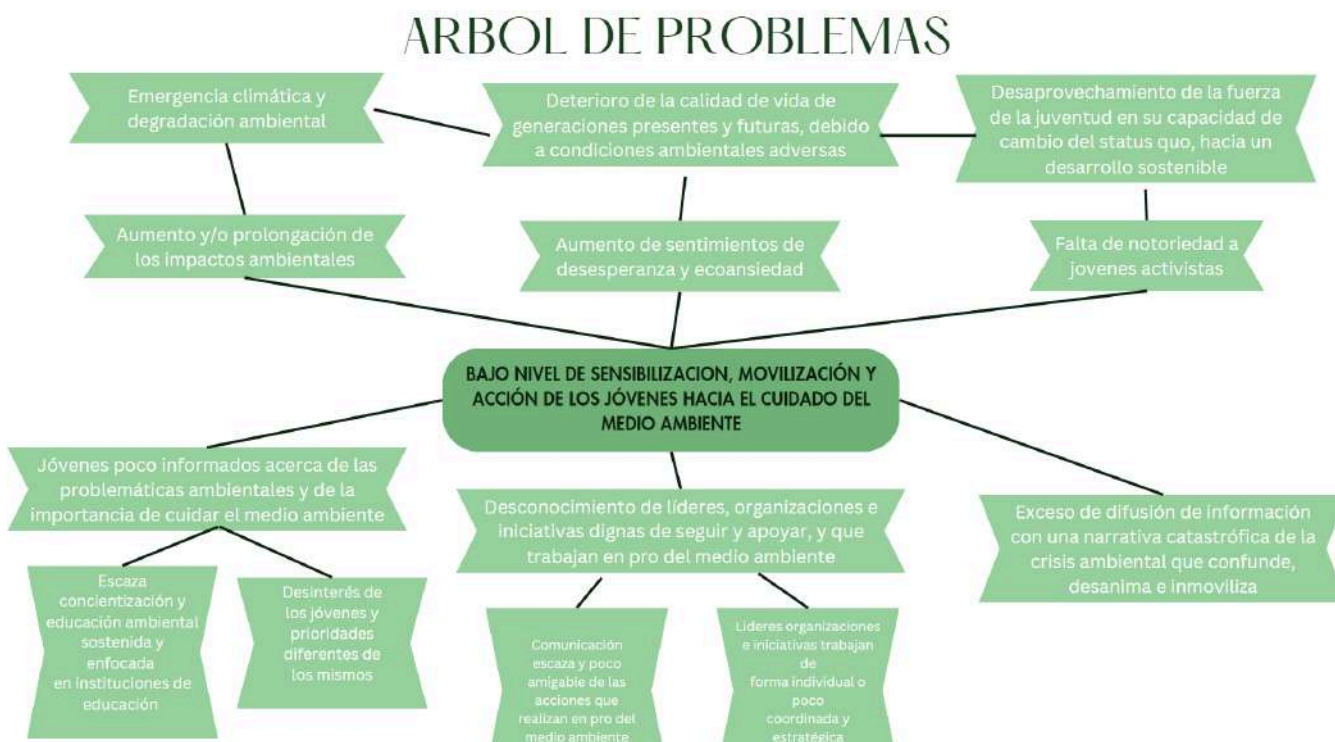 ARBOL DE PROBLEMAS
Emergencia climática y
degradación ambiental
Deterioro de la calidad de vida de
generaciones presentes y futuras, debido
a condiciones ambientales adversas
Desaprovechamiento de la fuerza
de la juventud en su capacidad de
cambio del status quo, hacia un
desarrollo sostenible
Aumento y/o prolongación de
los impactos ambientales
Aumento de sentimientos de
desesperanza y ecoansiedad
Falta de notoriedad a
jovenes activistas
BAJO NIVEL DE SENSIBILIZACION, MOVILIZACIÓN Y
ACCIÓN DE LOS JÓVENES HACIA EL CUIDADO DEL
MEDIO AMBIENTE
Jóvenes poco informados acerca de las
problemáticas ambientales y de la
importancia de cuidar el medio ambiente
Desconocimiento de líderes, organizaciones e
iniciativas dignas de seguir y apoyar, y que
trabajan en pro del medio ambiente
Exceso de difusión de información
con una narrativa catastrófica de la
crisis ambiental que confunde,
desanima e inmoviliza
Escaza
concientización y
educación ambiental
sostenida y
enfocada
en instituciones de
educación
Desinterés de
los jóvenes y
prioridades
diferentes de
los mismos
Comunicación
escaza y poco
amigable de las
acciones que
realizan en pro del
medio ambiente
Lideres organizaciones
e iniciativas trabajan
de
forma individual o
poco
coordinada y
estratégica